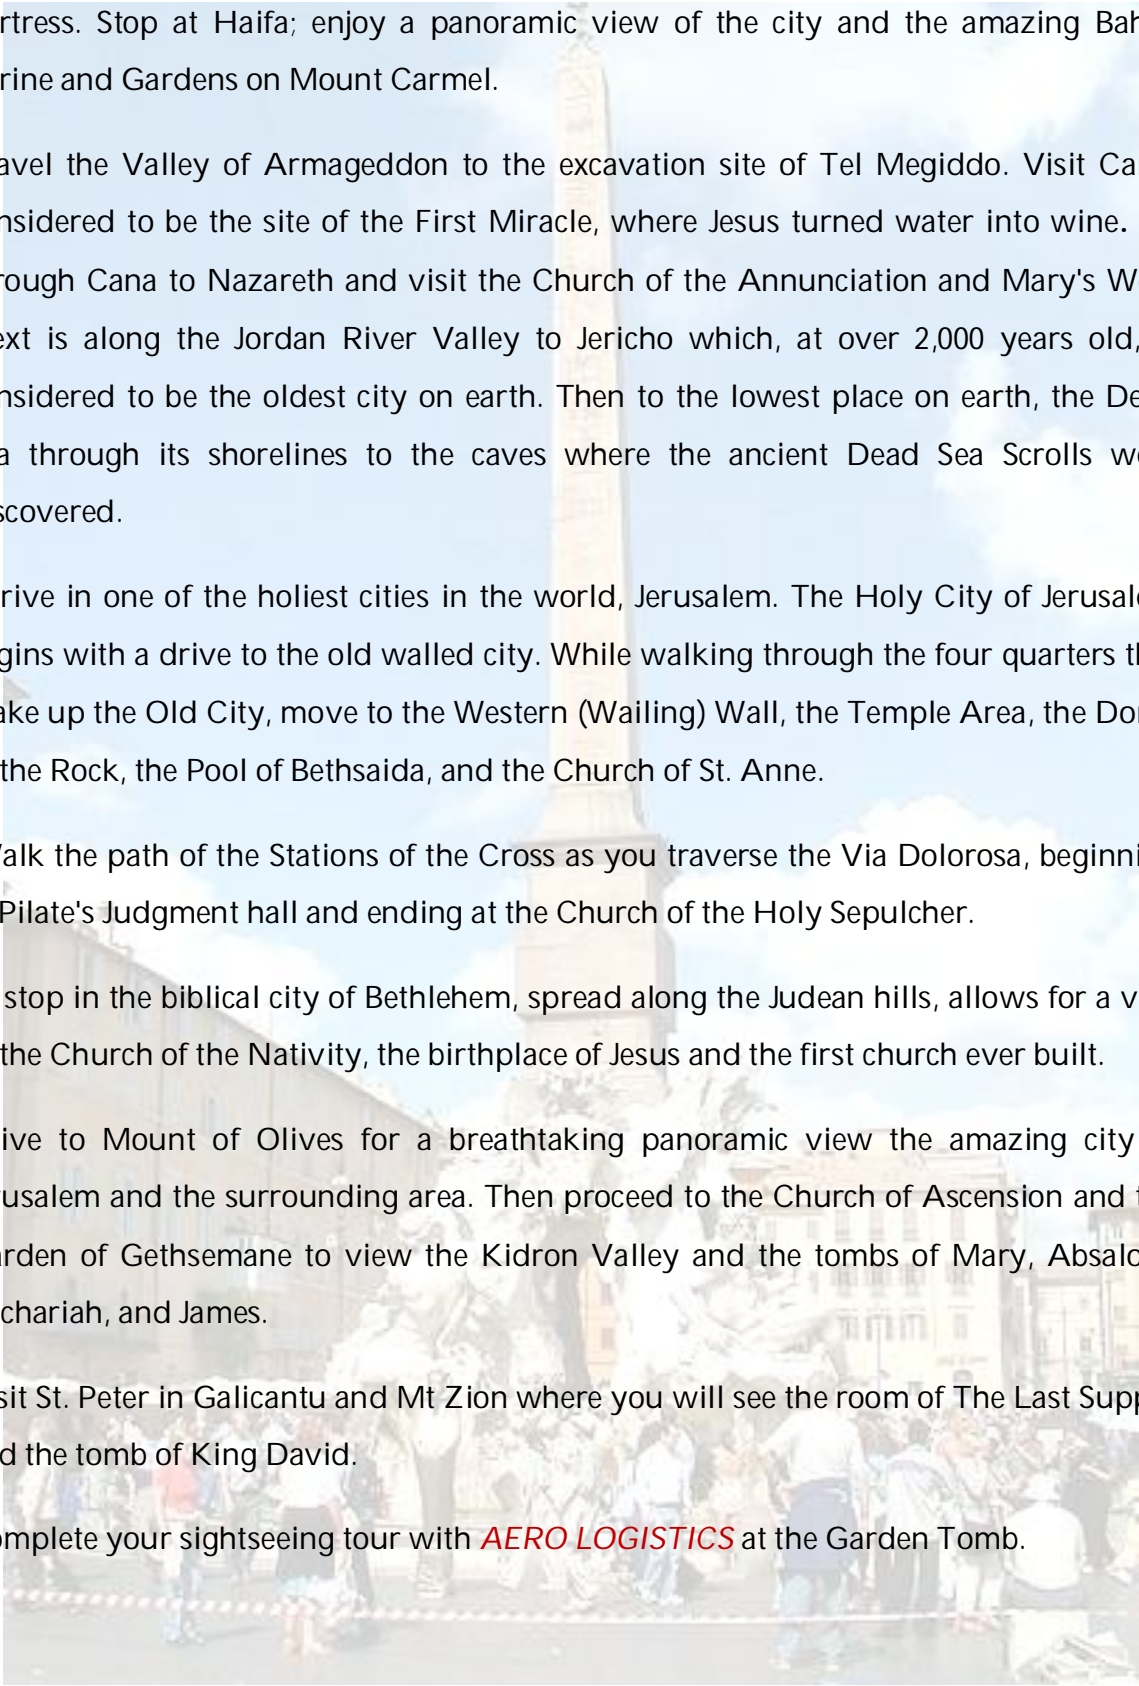 rtress. Stop at Haifa; enjoy a panoramic view of the city and the amazing Bah
rine and Gardens on Mount Carmel.
avel the Valley of Armageddon to the excavation site of Tel Megiddo. Visit Ca
nsidered to be the site of the First Miracle, where Jesus turned water into wine.
rough Cana to Nazareth and visit the Church of the Annunciation and Mary's W
ext is along the Jordan River Valley to Jericho which, at over 2,000 years old,
nsidered to be the oldest city on earth. Then to the lowest place on earth, the De
a through its shorelines to the caves where the ancient Dead Sea Scrolls we
scovered.
rive in one of the holiest cities in the world, Jerusalem. The Holy City of Jerusale
gins with a drive to the old walled city. While walking through the four quarters th
ake up the Old City, move to the Western (Wailing) Wall, the Temple Area, the Do
the Rock, the Pool of Bethsaida, and the Church of St. Anne.
alk the path of the Stations of the Cross as you traverse the Via Dolorosa, beginni
Pilate's Judgment hall and ending at the Church of the Holy Sepulcher.
stop in the biblical city of Bethlehem, spread along the Judean hills, allows for a v
the Church of the Nativity, the birthplace of Jesus and the first church ever built.
ive to Mount of Olives for a breathtaking panoramic view the amazing city
rusalem and the surrounding area. Then proceed to the Church of Ascension and t
arden of Gethsemane to view the Kidron Valley and the tombs of Mary, Absalo
chariah, and James.
sit St. Peter in Galicantu and Mt Zion where you will see the room of The Last Supp
d the tomb of King David.
omplete your sightseeing tour with AERO LOGISTICS at the Garden Tomb.